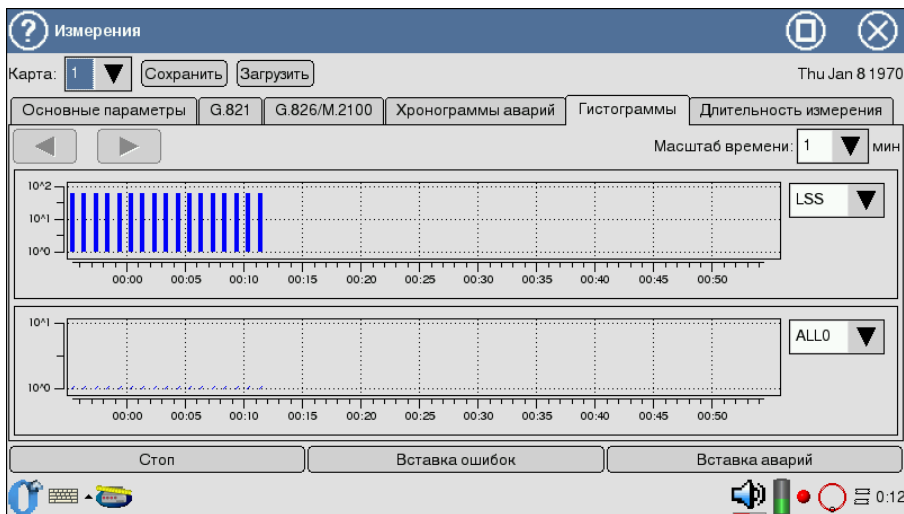 Измерения
Карта: 1 Сохранить Загрузить Thu Jan 8 1970
Основные параметры G.821 G.826/M.2100 Хронограммы аварий Гистограммы Длительность измерения
Масштаб времени: 1 мин
10^2
10^1
10^0
LSS
00:00 00:05 00:10 00:15 00:20 00:25 00:30 00:35 00:40 00:45 00:50
10^1
10^0
ALL0
00:00 00:05 00:10 00:15 00:20 00:25 00:30 00:35 00:40 00:45 00:50
Стоп Вставка ошибок Вставка аварий
0:12